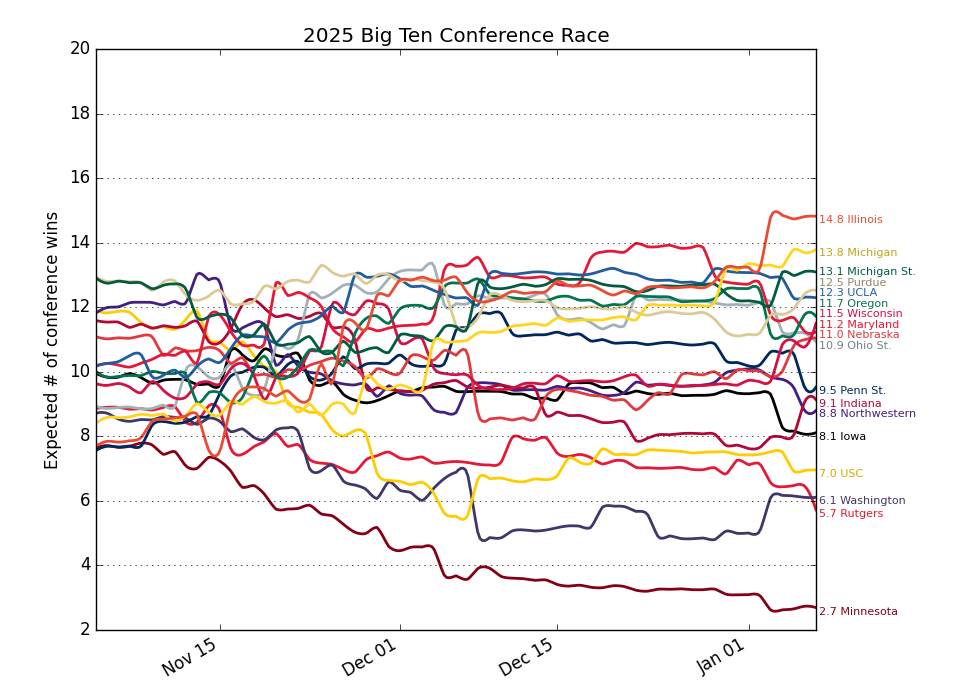 2025 Big Ten Conference Race
Expected # of conference wins
20
18
16
14
12
10
8
6
4
2
14.8 Illinois
13.8 Michigan
13.1 Michigan St.
12.5 Purdue
12.3 UCLA
11.7 Oregon
11.5 Wisconsin
11.2 Maryland
11.0 Nebraska
10.9 Ohio St.
9.5 Penn St.
9.1 Indiana
8.8 Northwestern
8.1 Iowa
7.0 USC
6.1 Washington
5.7 Rutgers
2.7 Minnesota
Nov 15
Dec 01
Dec 15
Jan 01